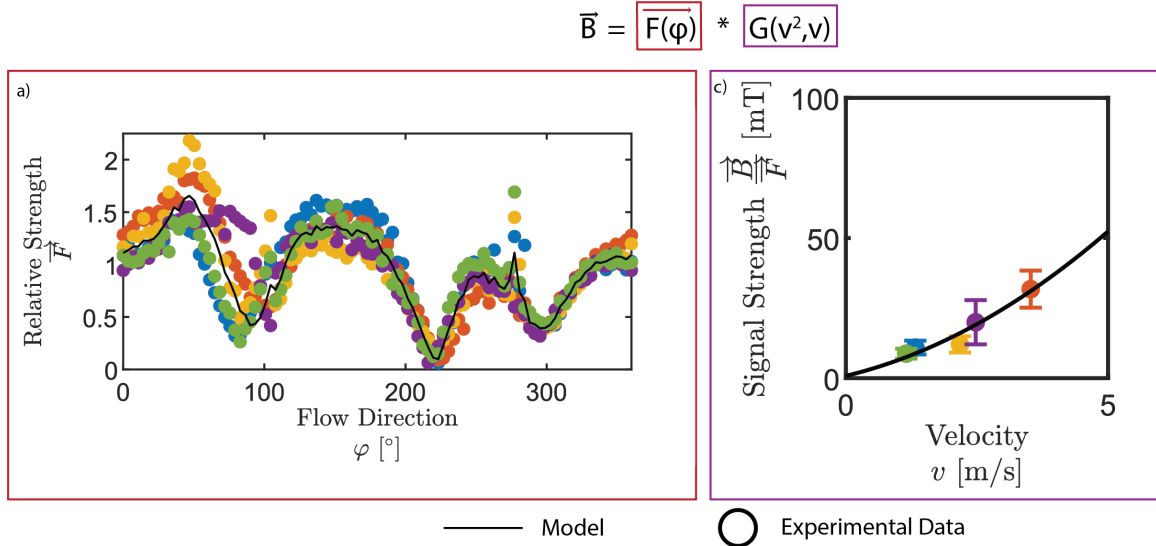 B⃗ = F(φ)⃗ * G(v²,v)
a)
Relative Strength
F⃗
2
1.5
1
0.5
0
0 100 200 300
Flow Direction
φ [°]
c)
Signal Strength B⃗/F⃗ [mT]
100
50
0
0 5
Velocity
v [m/s]
Model
Experimental Data